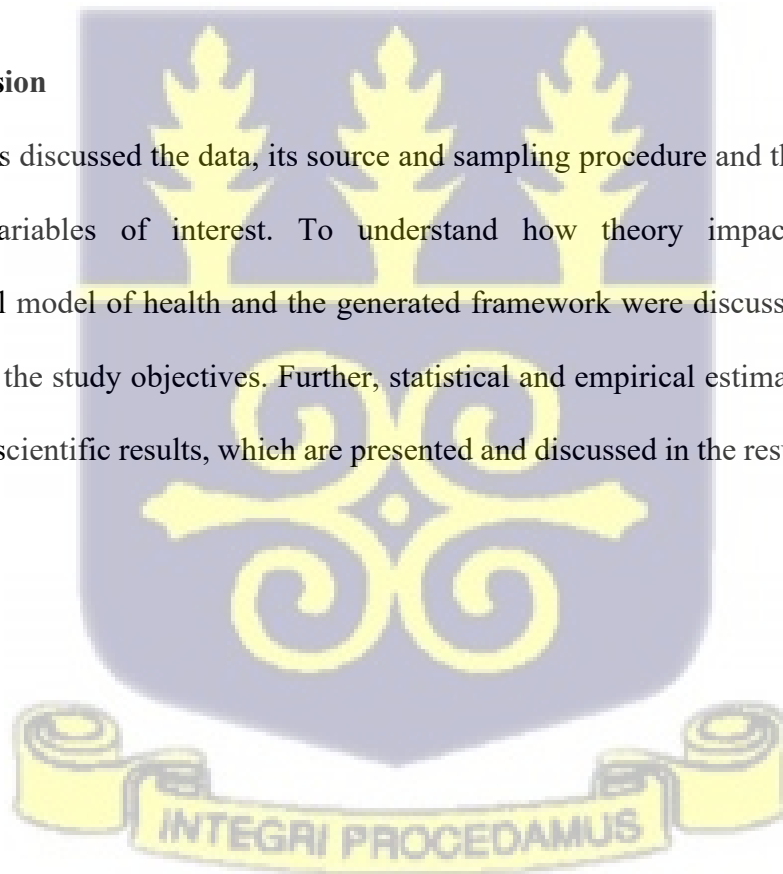 sion
s discussed the data, its source and sampling procedure and th
ariables of interest. To understand how theory impac
l model of health and the generated framework were discuss
the study objectives. Further, statistical and empirical estima
scientific results, which are presented and discussed in the res
INTEGRI PROCEDAMUS